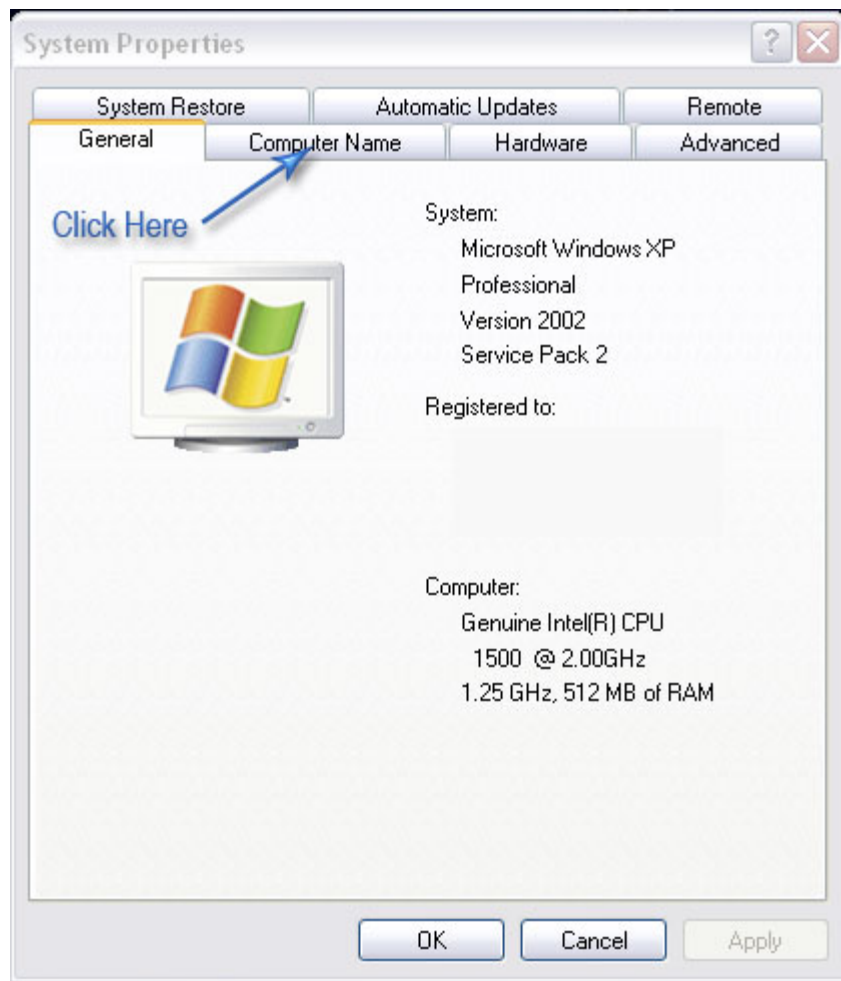 System Properties
System Restore Automatic Updates Remote
General Computer Name Hardware Advanced
Click Here
System:
Microsoft Windows XP
Professional
Version 2002
Service Pack 2
Registered to:
Computer:
Genuine Intel(R) CPU
1500 @ 2.00GHz
1.25 GHz, 512 MB of RAM
OK Cancel Apply